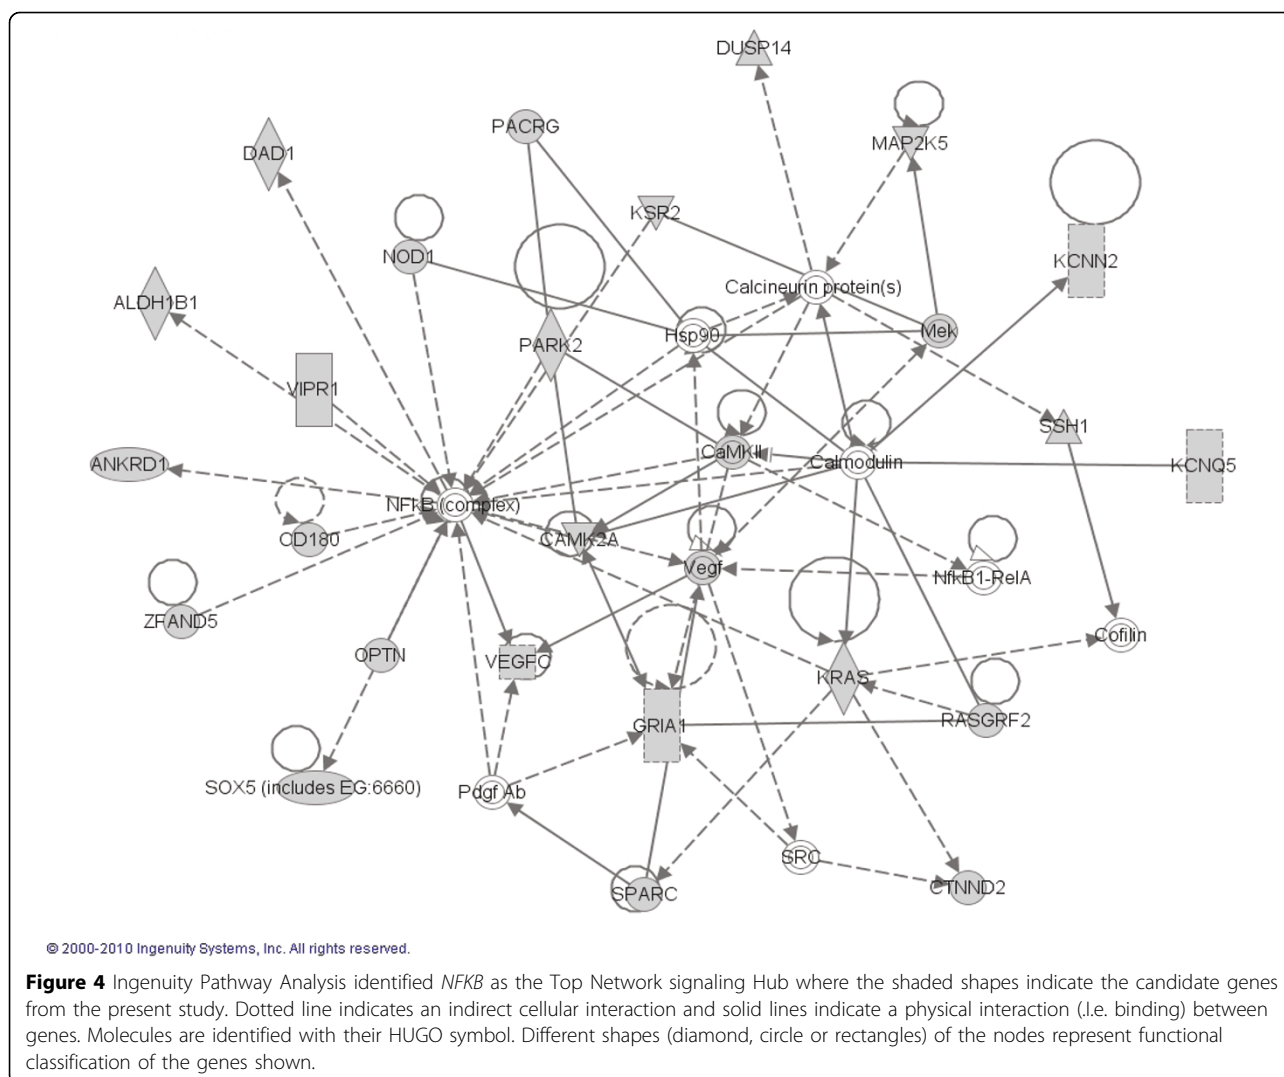 DUSP14
PACRG
MAP2K5
DAD1
KSR2
NOD1
KCNN2
Calcineurin protein(s)
ALDH1B1
Hsp90
Mek
PARK2
VIPR1
SSH1
ANKRD1
CaMKII
Calmodulin
KCNQ5
NFkB (complex)
CD180
CAMK2A
Vegf
NfkB1-RelA
ZFAND5
Cofilin
OPTN
VEGFC
KRAS
GRIA1
RASGRF2
SOX5 (includes EG:6660)
Pdgf Ab
SRC
SPARC
CTNND2
© 2000-2010 Ingenuity Systems, Inc. All rights reserved.
Figure 4 Ingenuity Pathway Analysis identified NFKB as the Top Network signaling Hub where the shaded shapes indicate the candidate genes
from the present study. Dotted line indicates an indirect cellular interaction and solid lines indicate a physical interaction (.I.e. binding) between
genes. Molecules are identified with their HUGO symbol. Different shapes (diamond, circle or rectangles) of the nodes represent functional
classification of the genes shown.